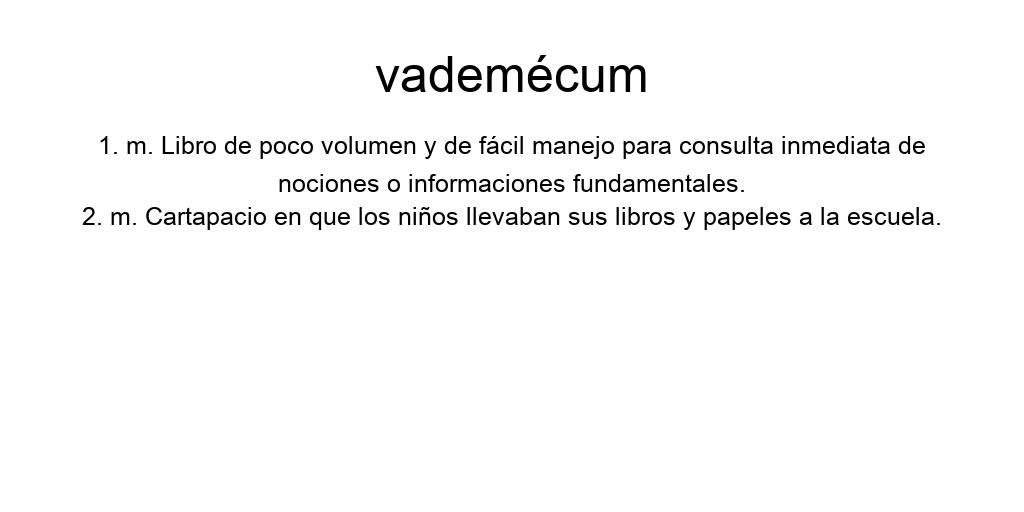 vademécum
1. m. Libro de poco volumen y de fácil manejo para consulta inmediata de
nociones o informaciones fundamentales.
2. m. Cartapacio en que los niños llevaban sus libros y papeles a la escuela.